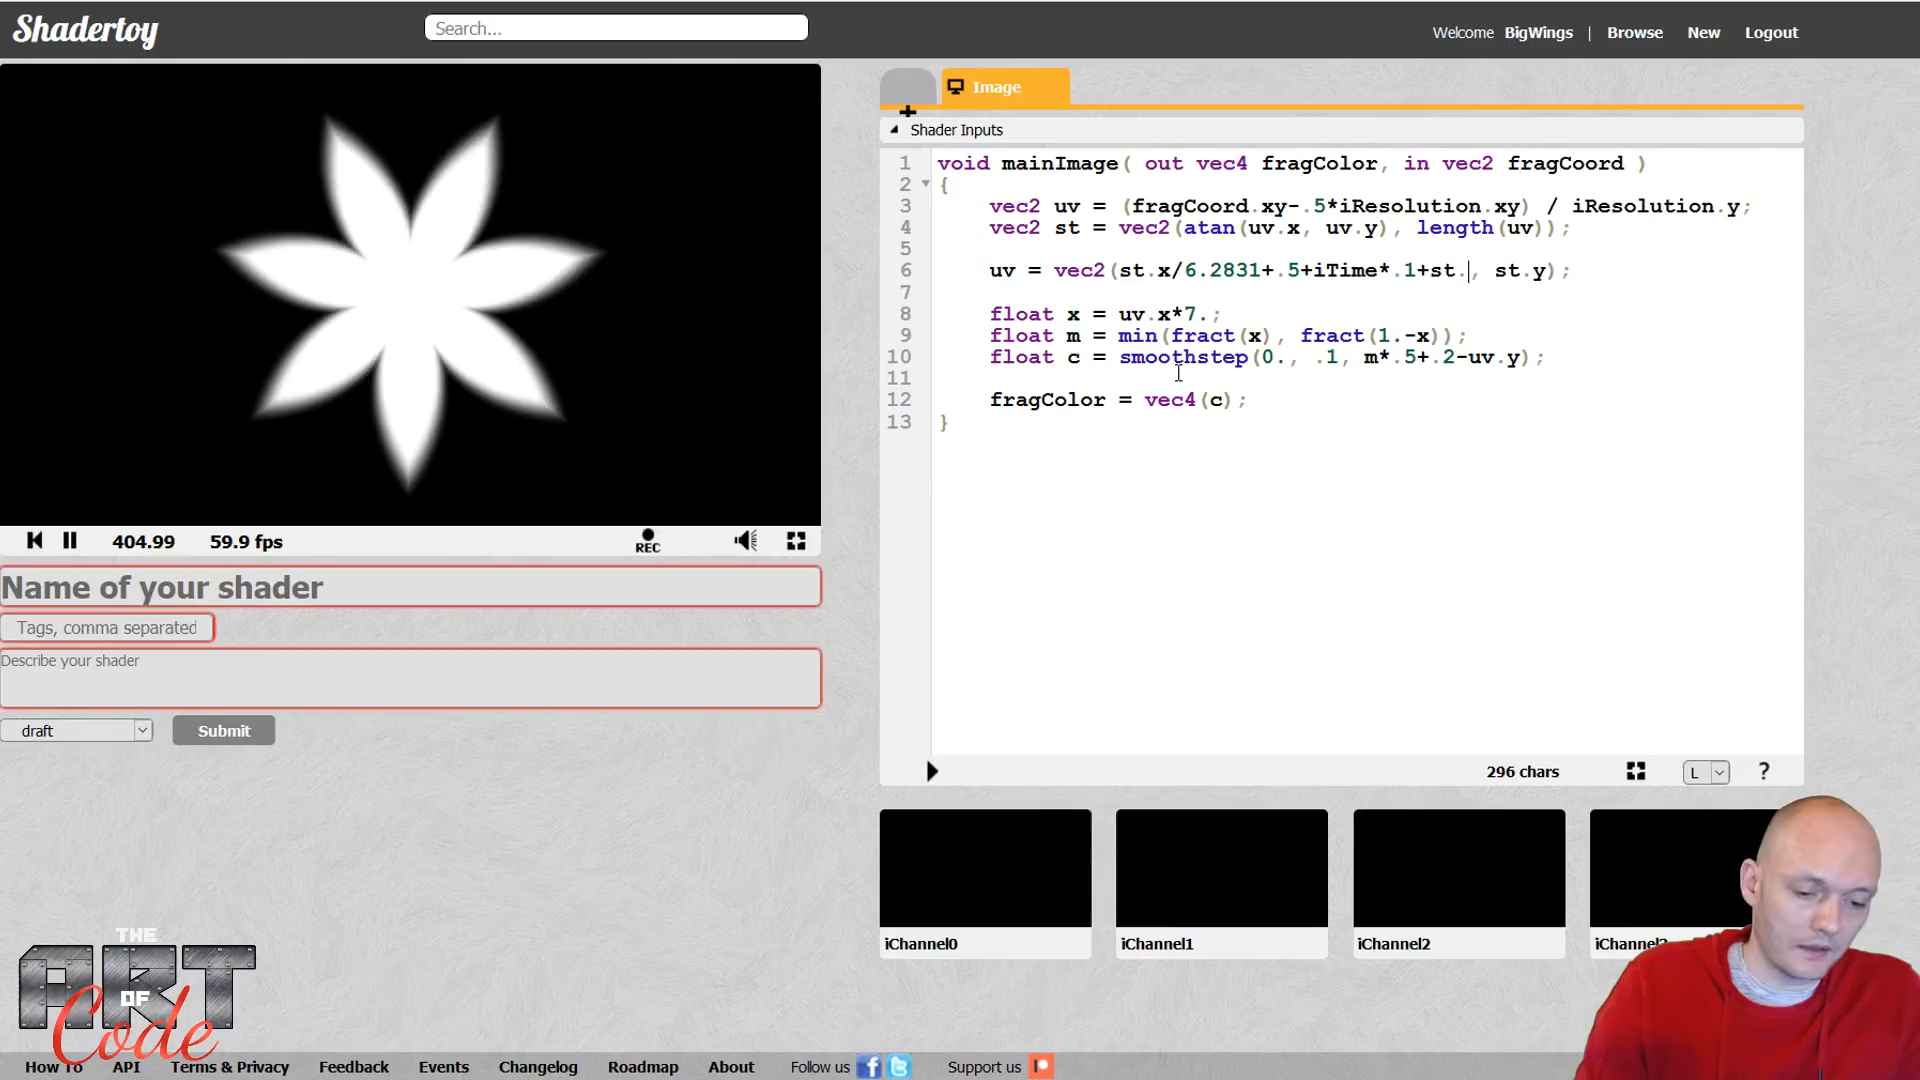 Shadertoy
Search...
Welcome BigWings | Browse New Logout
Image
Shader Inputs
1 void mainImage( out vec4 fragColor, in vec2 fragCoord )
2 {
3 vec2 uv = (fragCoord.xy-.5*iResolution.xy) / iResolution.y;
4 vec2 st = vec2(atan(uv.x, uv.y), length(uv));
5
6 uv = vec2(st.x/6.2831+.5+iTime*.1+st., st.y);
7
8 float x = uv.x*7.;
9 float m = min(fract(x), fract(1.-x));
10 float c = smoothstep(0., .1, m*.5+.2-uv.y);
11
12 fragColor = vec4(c);
13 }
404.99 59.9 fps REC
Name of your shader
Tags, comma separated
Describe your shader
draft Submit
296 chars L ?
iChannel0 iChannel1 iChannel2
THE
ART
OF
Code
How To API Terms & Privacy Feedback Events Changelog Roadmap About Follow us Support us